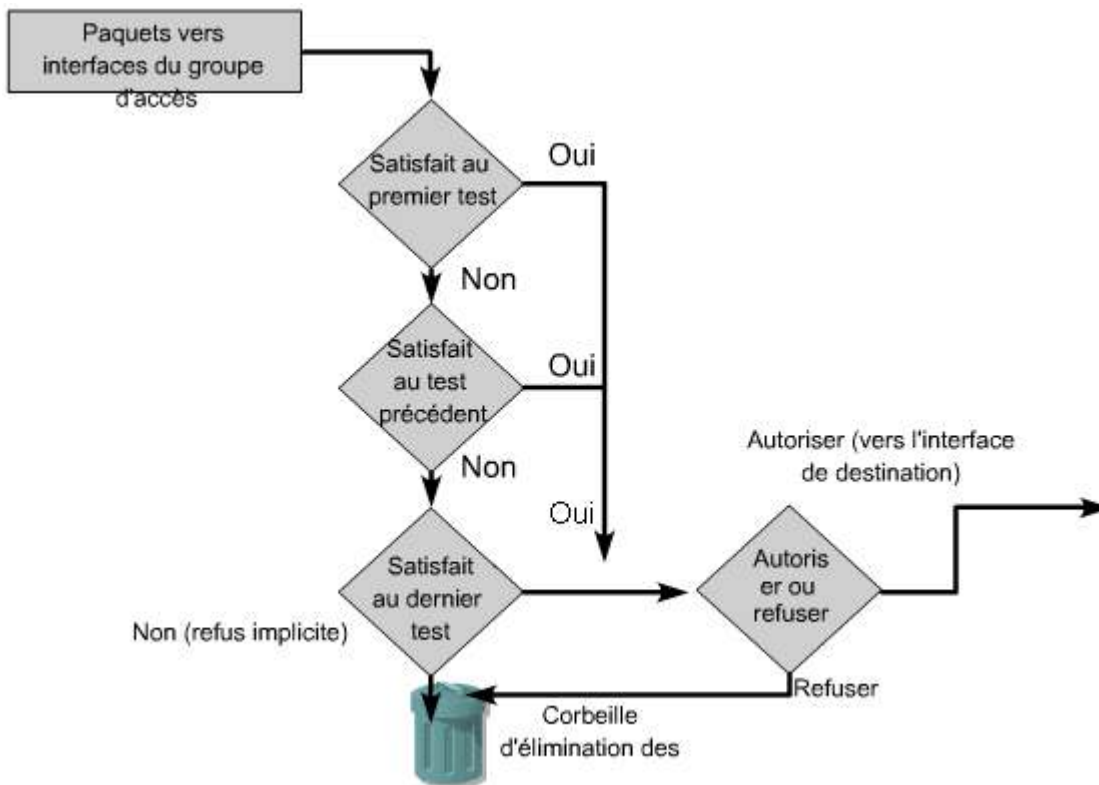 Paquets vers
interfaces du groupe
d'accès
Satisfait au
premier test
Oui
Non
Satisfait
au test
précédent
Oui
Non
Oui
Satisfait
au dernier
test
Non (refus implicite)
Autoriser (vers l'interface
de destination)
Autoris
er ou
refuser
Refuser
Corbeille
d'élimination des